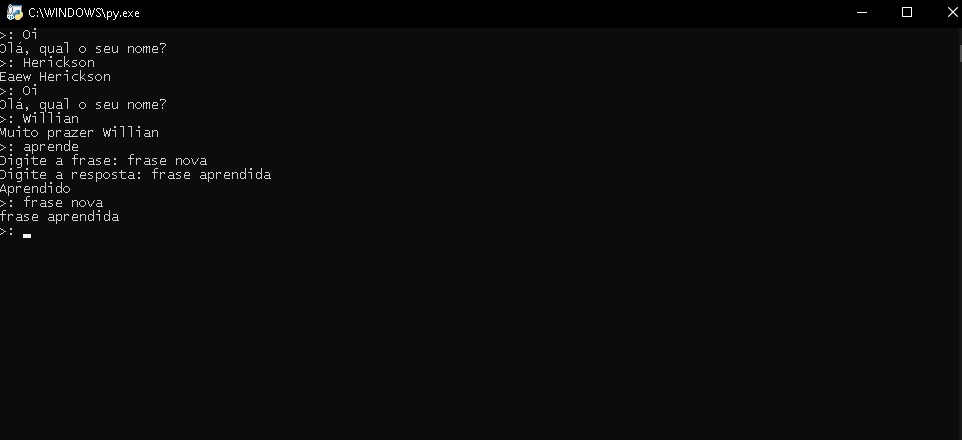 C:\WINDOWS\py.exe
>: Oi
Olá, qual o seu nome?
>: Herickson
Eaew Herickson
>: Oi
Olá, qual o seu nome?
>: Willian
Muito prazer Willian
>: aprende
Digite a frase: frase nova
Digite a resposta: frase aprendida
Aprendido
>: frase nova
frase aprendida
>: